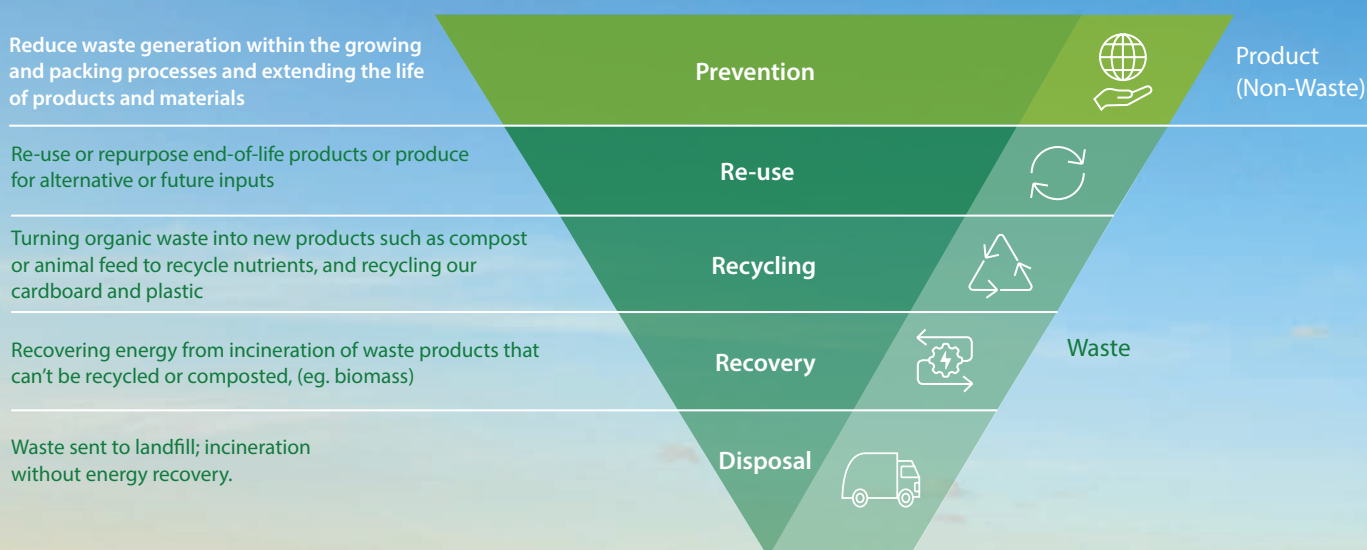 Reduce waste generation within the growing
and packing processes and extending the life
of products and materials
Prevention
Product
(Non-Waste)
Re-use or repurpose end-of-life products or produce
for alternative or future inputs
Re-use
Turning organic waste into new products such as compost
or animal feed to recycle nutrients, and recycling our
cardboard and plastic
Recycling
Recovering energy from incineration of waste products that
can't be recycled or composted, (eg. biomass)
Recovery
Waste
Waste sent to landfill; incineration
without energy recovery.
Disposal